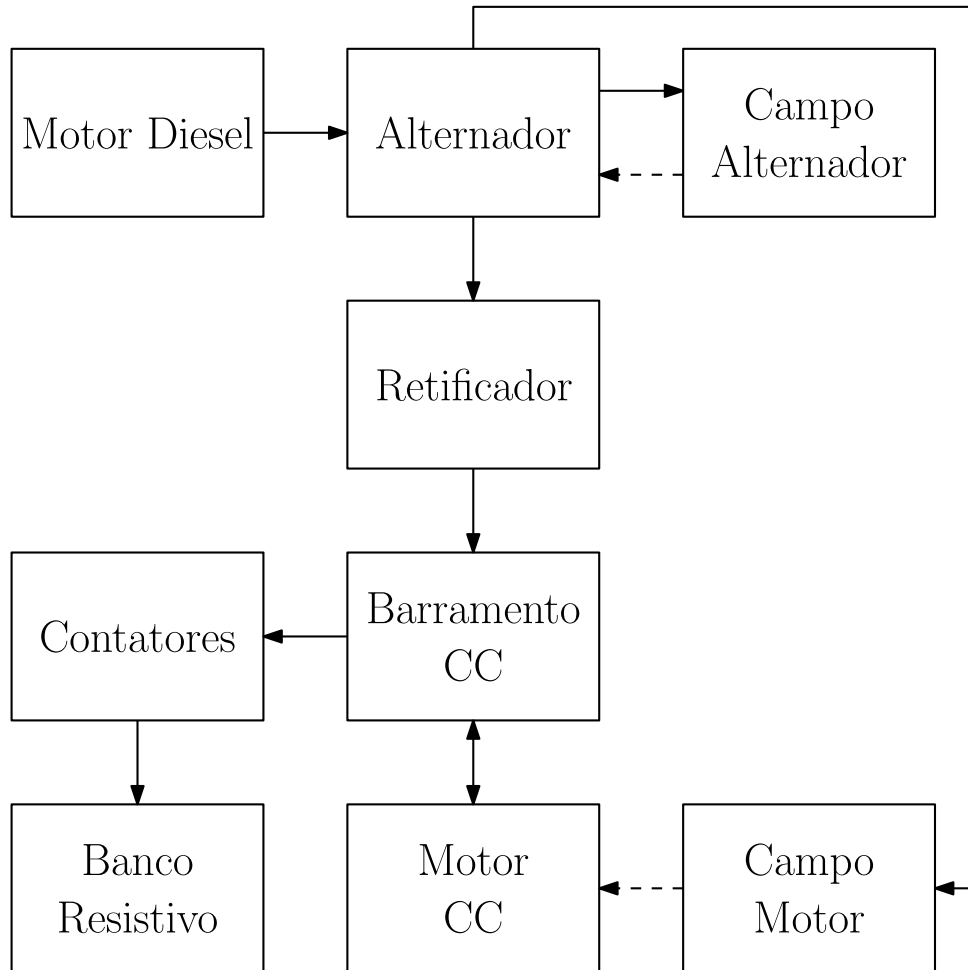 Motor Diesel
Alternador
Campo
Alternador
Retificador
Contatores
Barramento
CC
Banco
Resistivo
Motor
CC
Campo
Motor